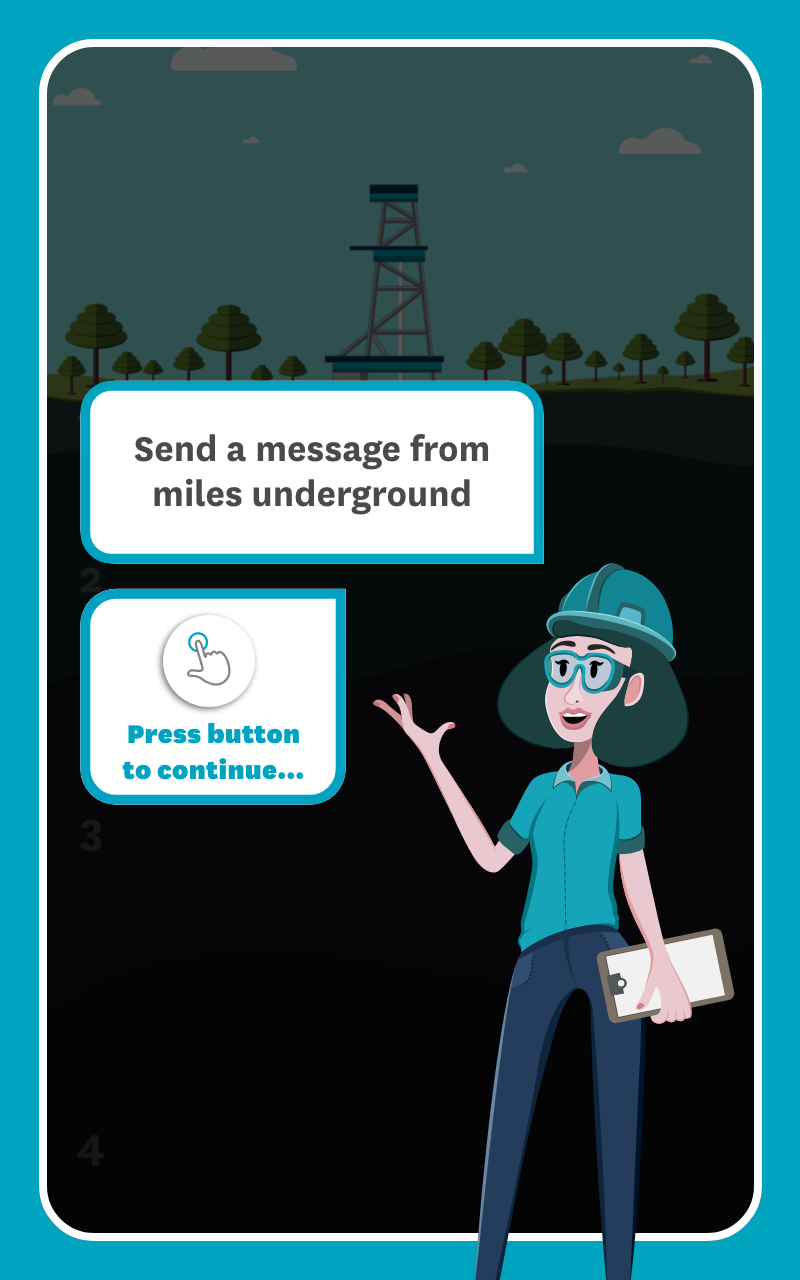 Send a message from
miles underground
2
Press button
to continue...
3
4